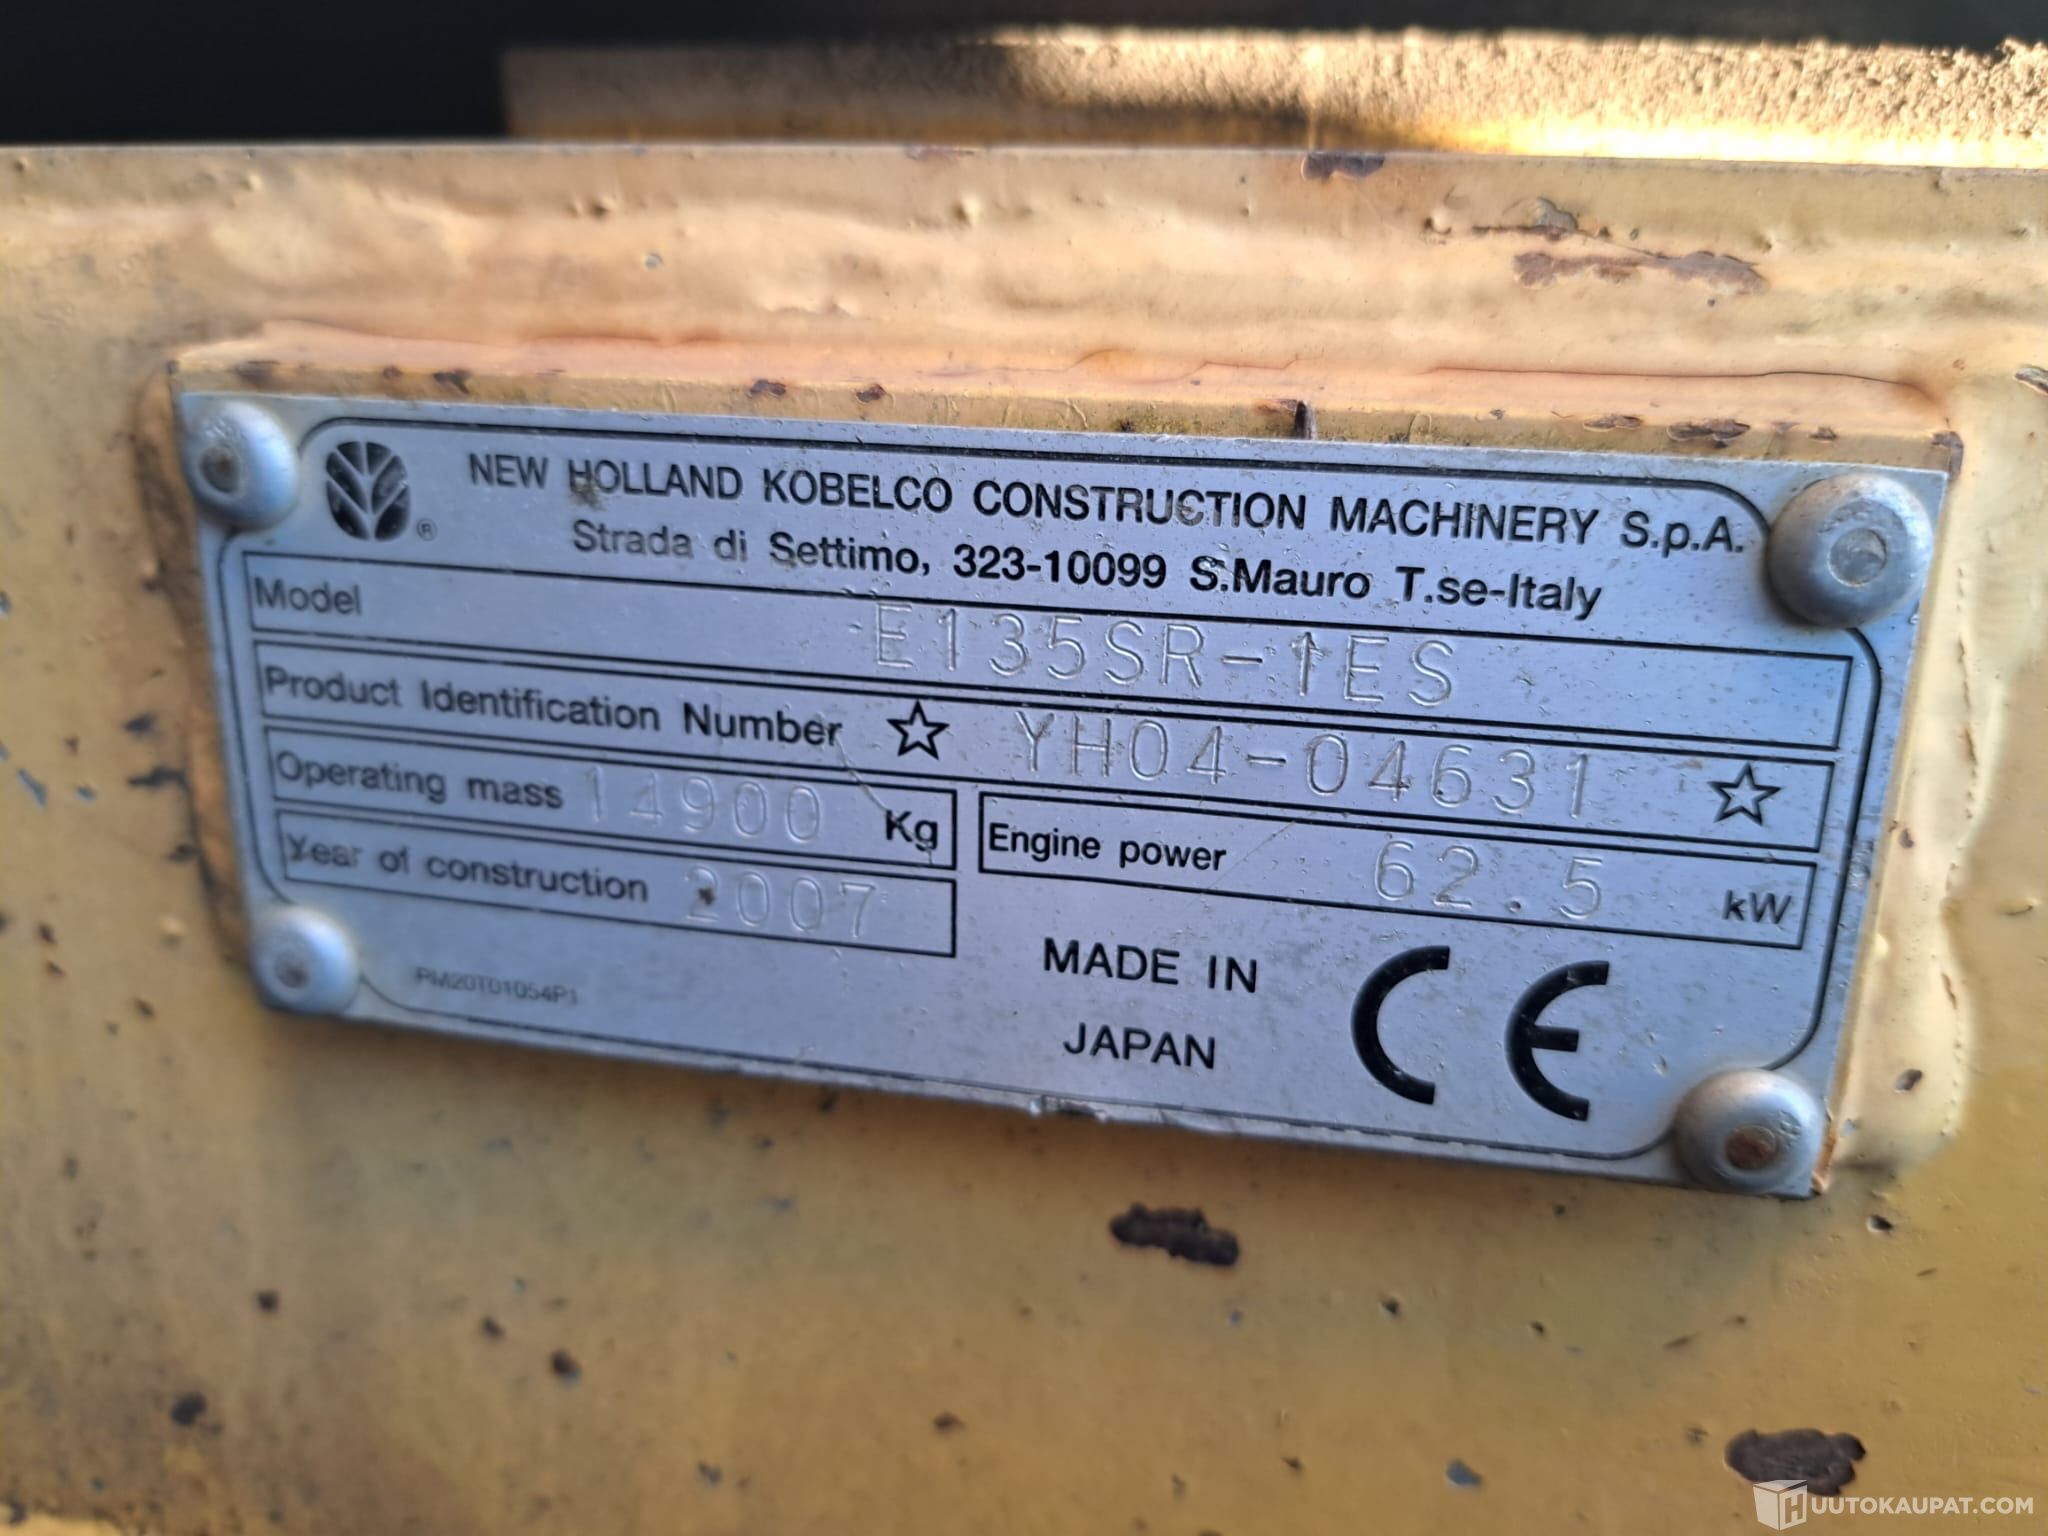 NEW HOLLAND KOBELCO CONSTRUCTION MACHINERY S.p.A.
®
Strada di Settimo, 323-10099 S.Mauro T.se-Italy
Model E135SR-1ES
Product Identification Number ☆ YH04-04631 ☆
Operating mass 14900 Kg
Engine power 62.5 kW
Year of construction 2007
PM20T01054P1
MADE IN
JAPAN
CE
HUUTOKAUPAT.COM